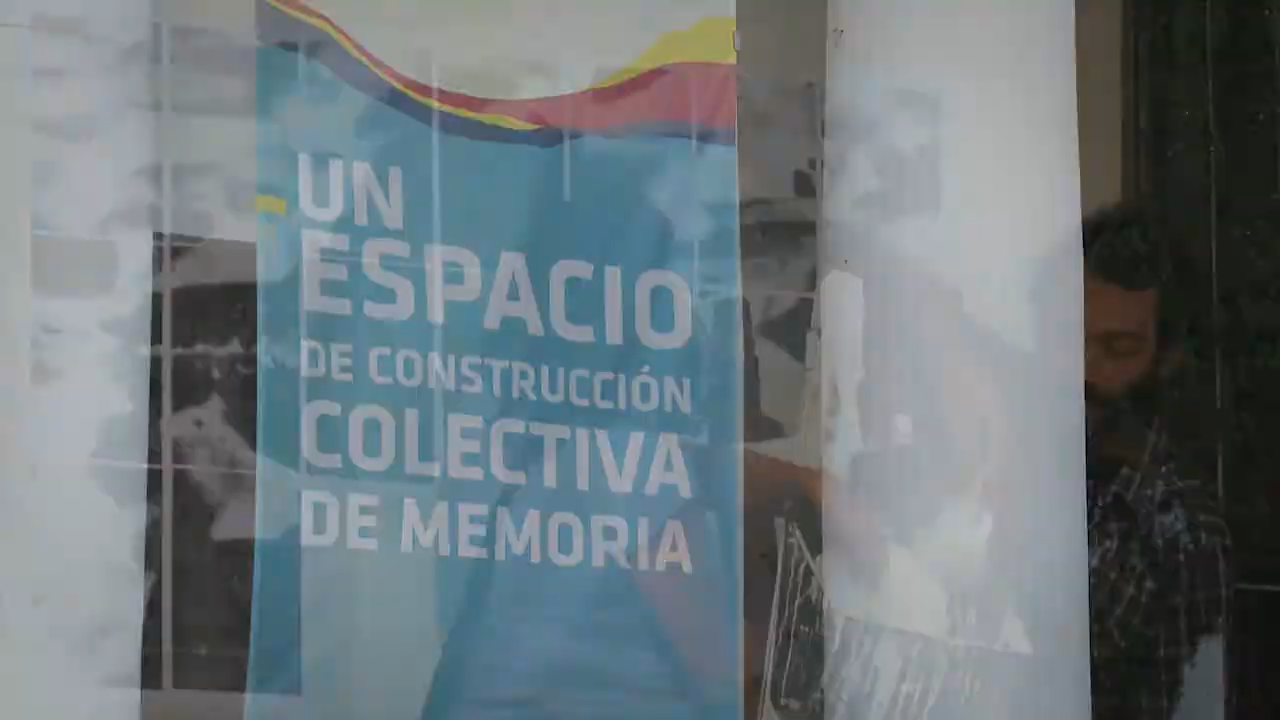 UN
ESPACIO
DE CONSTRUCCIÓN
COLECTIVA
DE MEMORIA